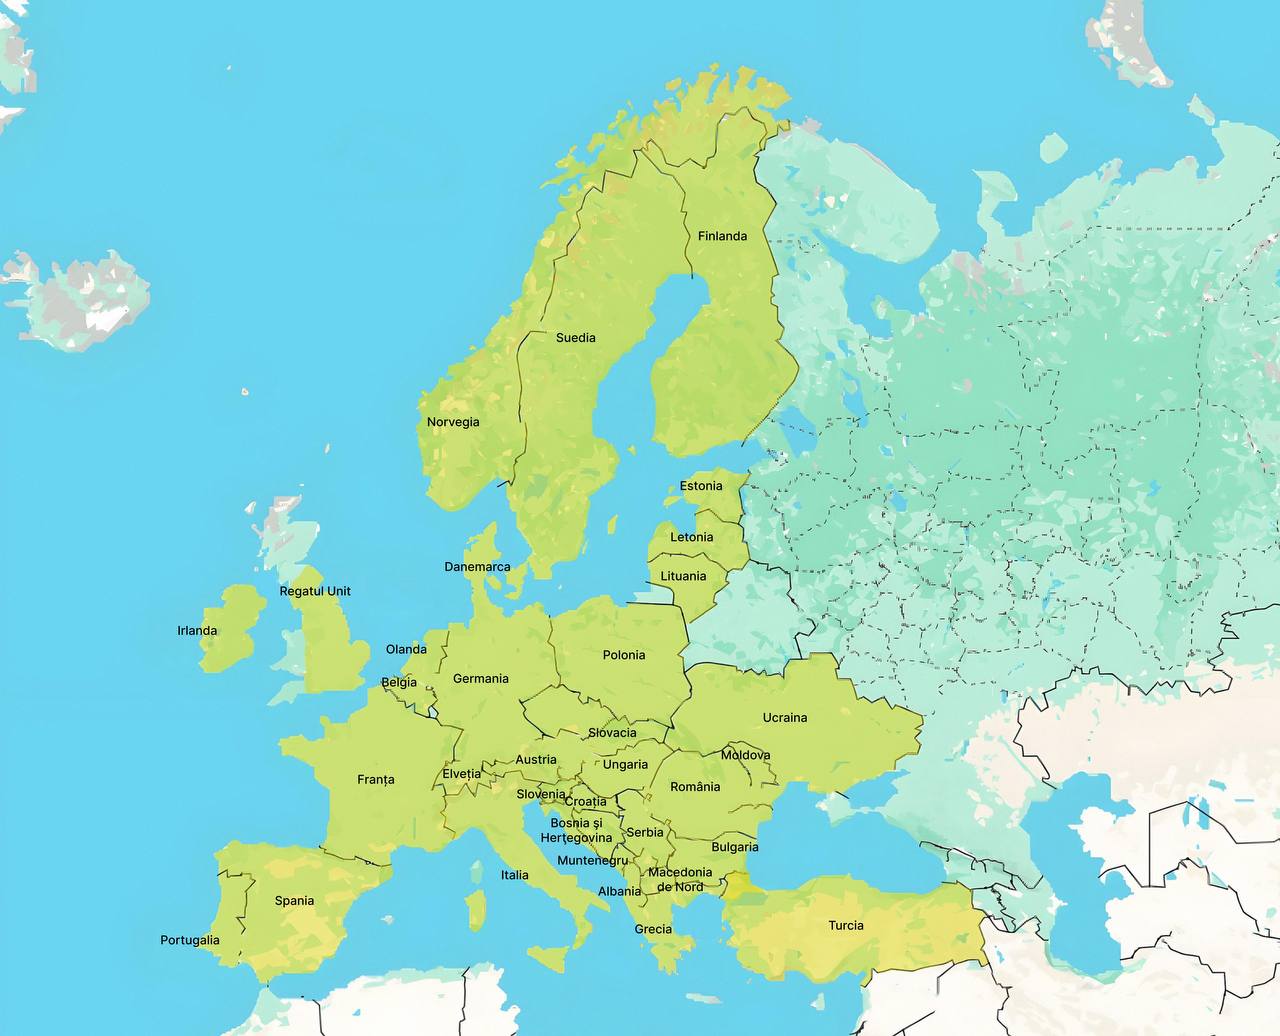 Finlanda
Suedia
Norvegia
Estonia
Letonia
Danemarca
Lituania
Regatul Unit
Irlanda
Olanda
Polonia
Belgia
Germania
Ucraina
Slovacia
Moldova
Austria
Ungaria
Franța
Elveția
România
Slovenia
Croația
Bosnia și
Herțegovina
Serbia
Bulgaria
Muntenegru
Macedonia
de Nord
Italia
Albania
Spania
Grecia
Turcia
Portugalia